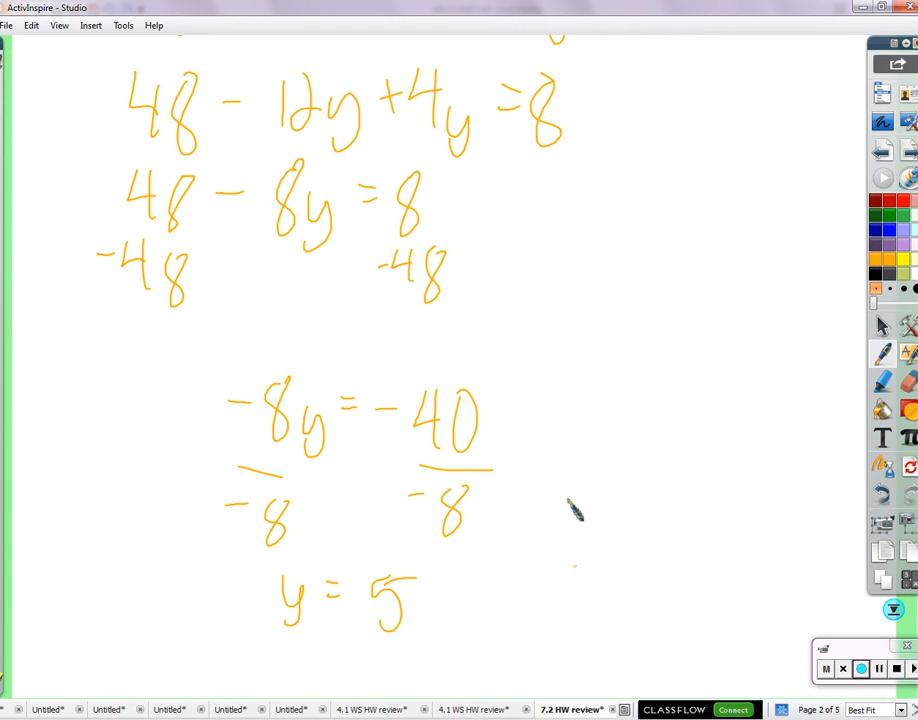 ActivInspire - Studio
File Edit View Insert Tools Help
48 - 12y + 4y = 8
48 - 8y = 8
-48 -48
-8y = -40
-8 -8
y = 5
M
Untitled* Untitled* Untitled* Untitled* Untitled* 4.1 WS HW review* 4.1 WS HW review* 7.2 HW review* CLASSFLOW Connect Page 2 of 5 Best Fit